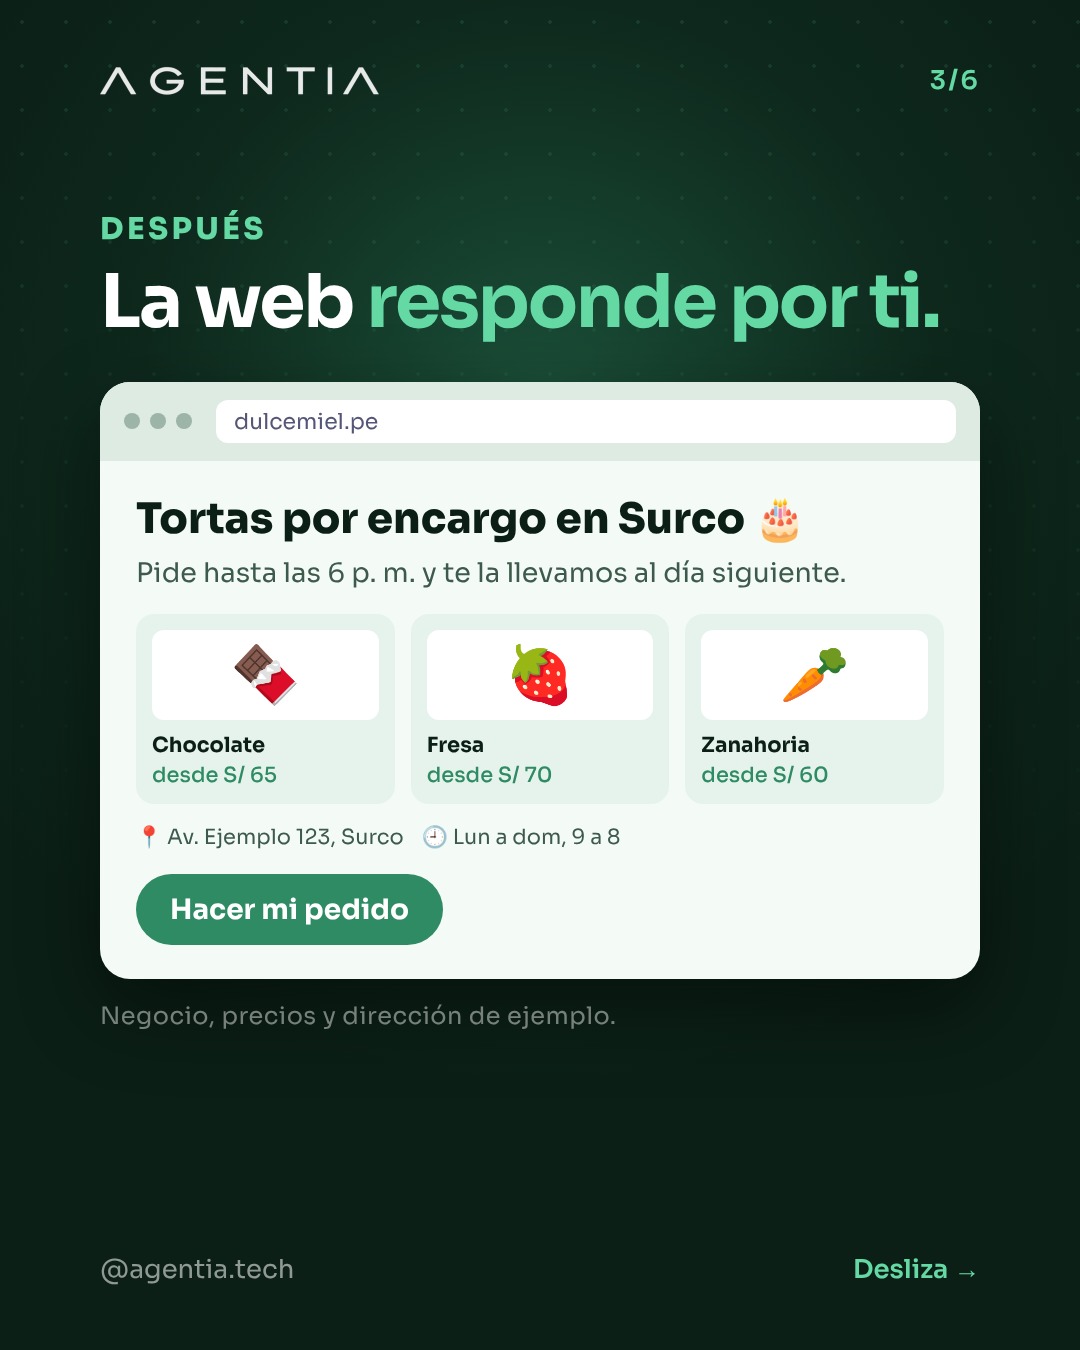 AGENTIA
3/6
DESPUÉS
La web responde por ti.
dulcemiel.pe
Tortas por encargo en Surco 🎂
Pide hasta las 6 p. m. y te la llevamos al día siguiente.
Chocolate
desde S/ 65
Fresa
desde S/ 70
Zanahoria
desde S/ 60
📍 Av. Ejemplo 123, Surco 🕘 Lun a dom, 9 a 8
Hacer mi pedido
Negocio, precios y dirección de ejemplo.
@agentia.tech
Desliza →